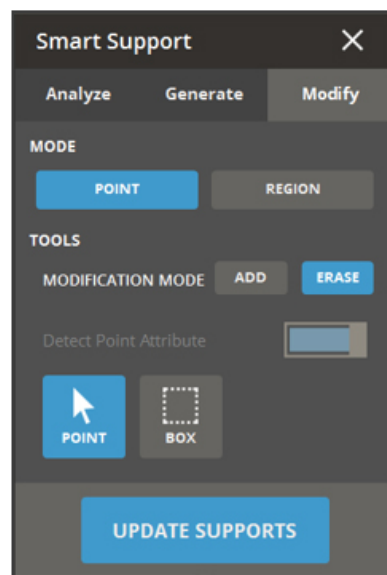 Smart Support
Analyze Generate Modify
MODE
POINT REGION
TOOLS
MODIFICATION MODE ADD ERASE
Detect Point Attribute
POINT BOX
UPDATE SUPPORTS